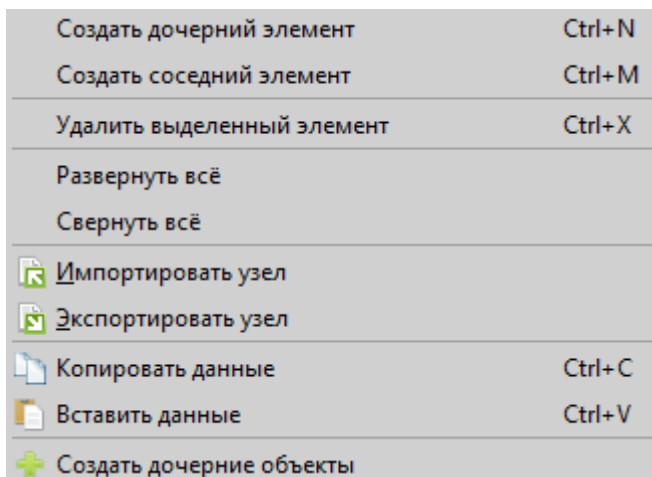 Создать дочерний элемент Ctrl+N
Создать соседний элемент Ctrl+M
Удалить выделенный элемент Ctrl+X
Развернуть всё
Свернуть всё
Импортировать узел
Экспортировать узел
Копировать данные Ctrl+C
Вставить данные Ctrl+V
Создать дочерние объекты